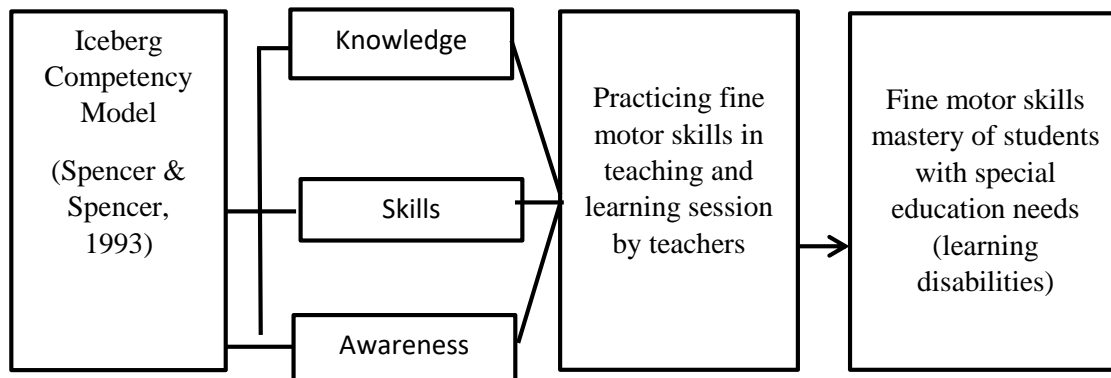 Iceberg
Competency
Model
(Spencer &
Spencer,
1993)
Knowledge
Skills
Awareness
Practicing fine
motor skills in
teaching and
learning session
by teachers
Fine motor skills
mastery of students
with special
education needs
(learning
disabilities)